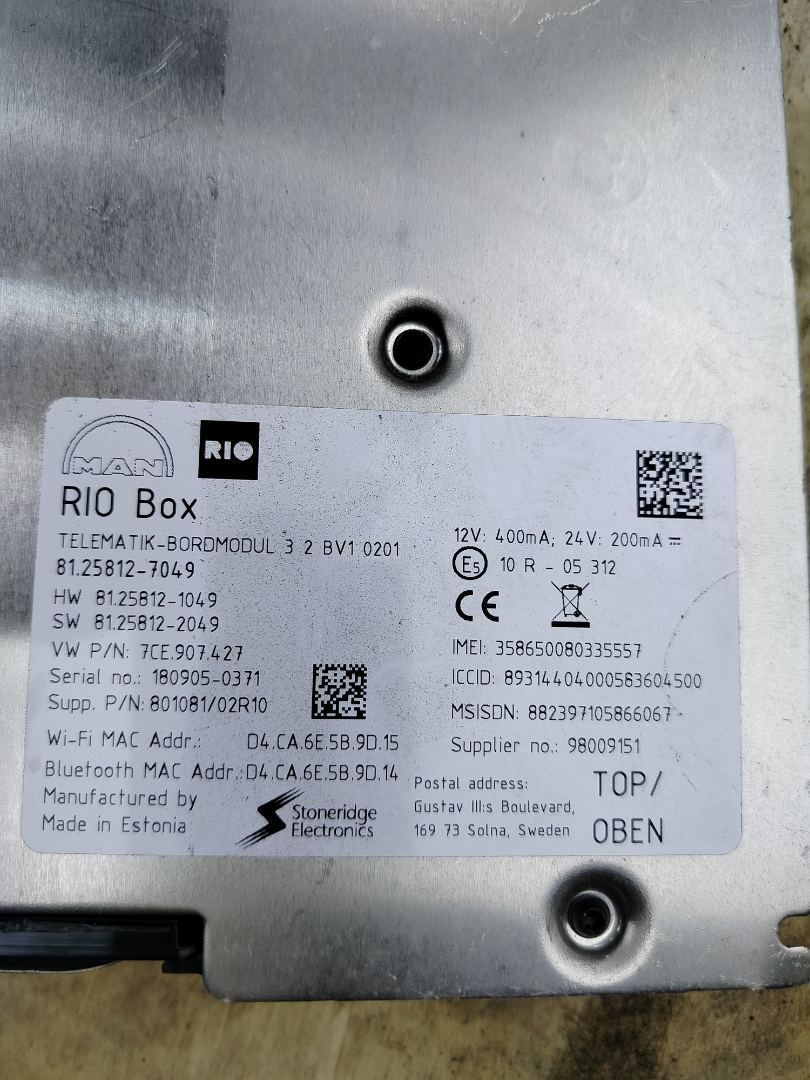 MAN
RIO
RIO Box
TELEMATIK-BORDMODUL 3 2 BV1 0201
81.25812-7049
HW 81.25812-1049
SW 81.25812-2049
VW P/N: 7CE.907.427
Serial no.: 180905-0371
Supp. P/N: 801081/02R10
Wi-Fi MAC Addr.: D4.CA.6E.5B.9D.15
Bluetooth MAC Addr.: D4.CA.6E.5B.9D.14
Manufactured by
Made in Estonia
Stoneridge
Electronics
12V: 400mA; 24V: 200mA
E5 10 R - 05 312
CE
IMEI: 358650080335557
ICCID: 89314404000583604500
MSISDN: 882397105866067
Supplier no.: 98009151
Postal address:
Gustav III:s Boulevard,
169 73 Solna, Sweden
TOP/
OBEN